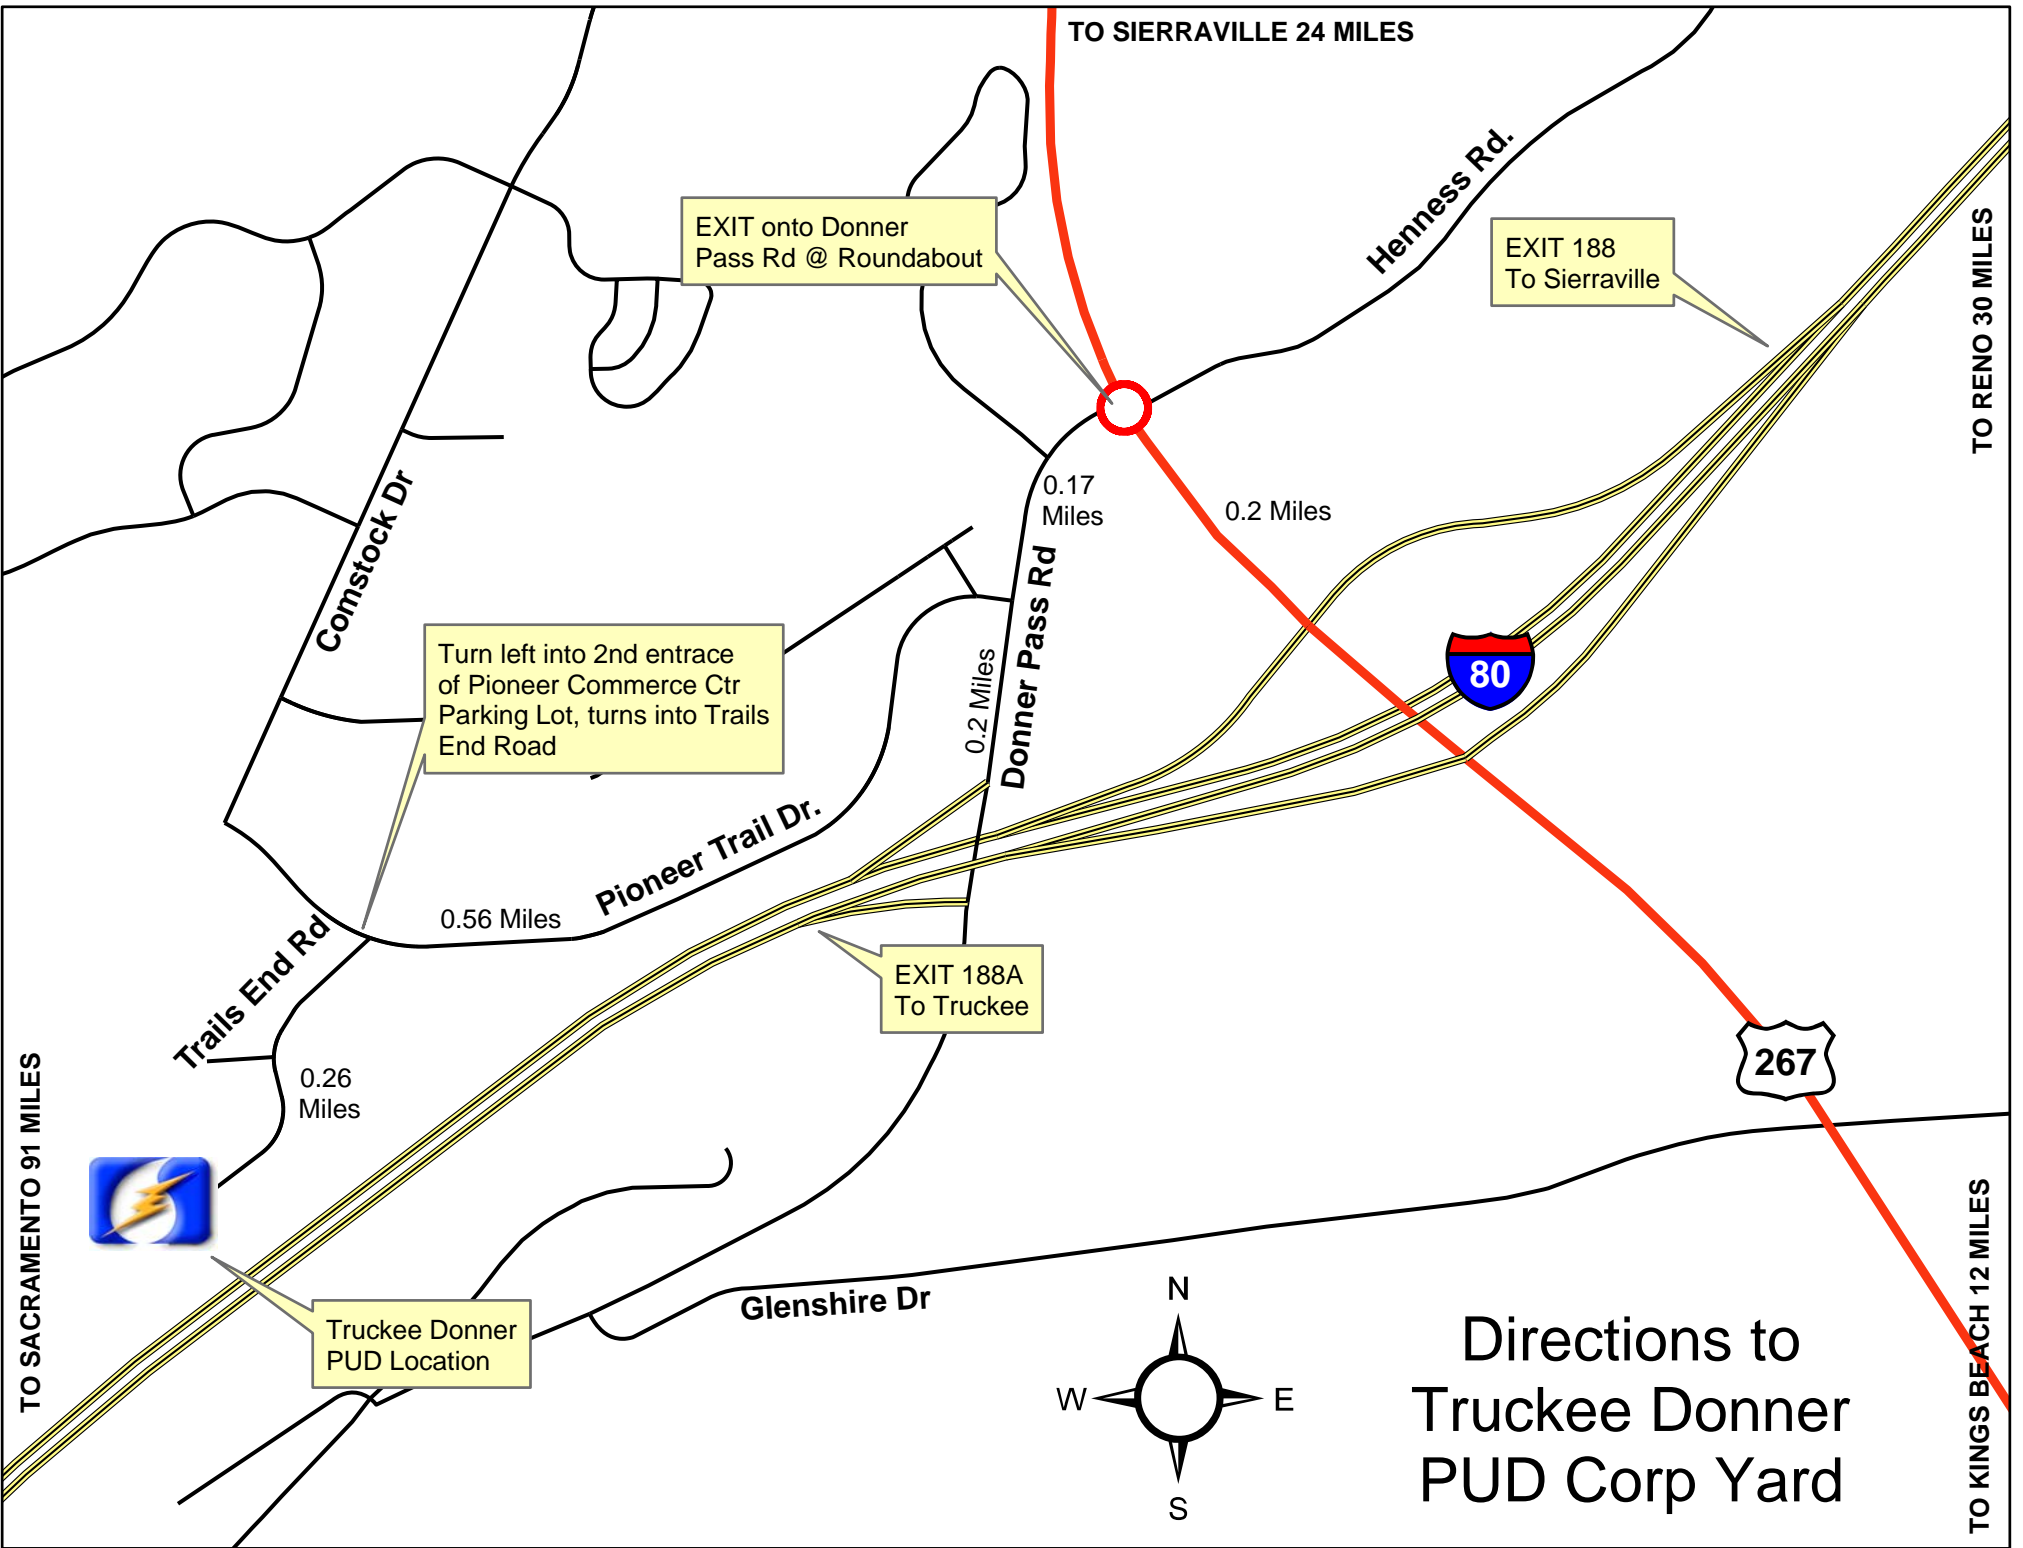 TO SIERRAVILLE 24 MILES
Henness Rd.
EXIT onto Donner
Pass Rd @ Roundabout
EXIT 188
To Sierraville
TO RENO 30 MILES
0.17
Miles
0.2 Miles
Comstock Dr
Donner Pass Rd
0.2 Miles
Turn left into 2nd entrace
of Pioneer Commerce Ctr
Parking Lot, turns into Trails
End Road
80
Pioneer Trail Dr.
0.56 Miles
Trails End Rd
EXIT 188A
To Truckee
0.26
Miles
267
TO SACRAMENTO 91 MILES
Truckee Donner
PUD Location
Glenshire Dr
N
W
E
S
Directions to
Truckee Donner
PUD Corp Yard
TO KINGS BEACH 12 MILES